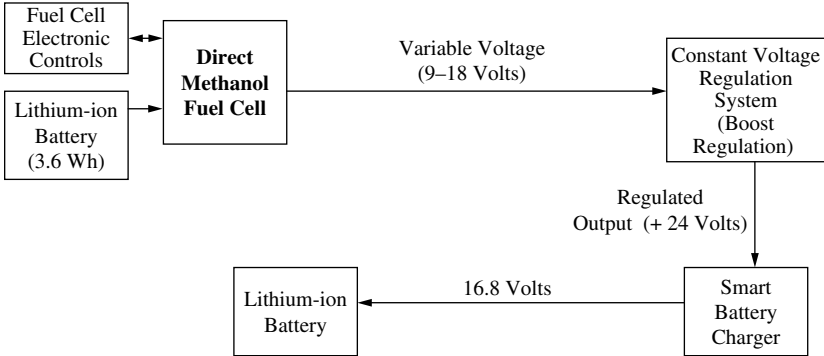 Fuel Cell
Electronic
Controls
Direct
Methanol
Fuel Cell
Lithium-ion
Battery
(3.6 Wh)
Variable Voltage
(9–18 Volts)
Constant Voltage
Regulation
System
(Boost
Regulation)
Regulated
Output (+ 24 Volts)
Smart
Battery
Charger
16.8 Volts
Lithium-ion
Battery